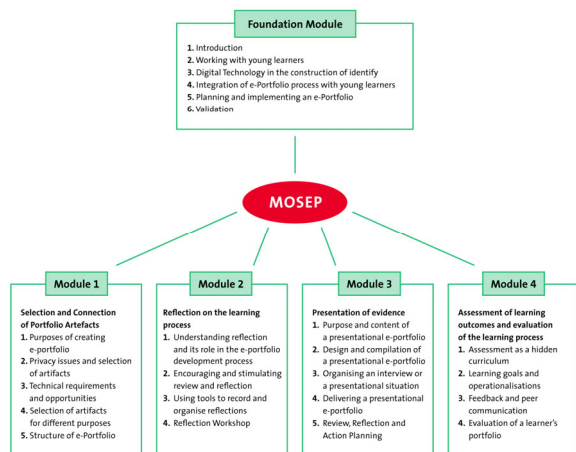 Foundation Module
1. Introduction
2. Working with young learners
3. Digital Technology in the construction of identify
4. Integration of e-Portfolio process with young learners
5. Planning and implementing an e-Portfolio
6. Validation
MOSEP
Module 1
Selection and Connection
of Portfolio Artefacts
1. Purposes of creating
e-portfolio
2. Privacy issues and selection
of artifacts
3. Technical requirements
and opportunities
4. Selection of artifacts
for different purposes
5. Structure of e-Portfolio
Module 2
Reflection on the learning
process
1. Understanding reflection
and its role in the e-portfolio
development process
2. Encouraging and stimulating
review and reflection
3. Using tools to record and
organise reflections
4. Reflection Workshop
Module 3
Presentation of evidence
1. Purpose and content of
a presentational e-portfolio
2. Design and compilation of
a presentational e-portfolio
3. Organising an interview or
a presentational situation
4. Delivering a presentational
e-portfolio
5. Review, Reflection and
Action Planning
Module 4
Assessment of learning
outcomes and evaluation
of the learning process
1. Assessment as a hidden
curriculum
2. Learning goals and
operationalisations
3. Feedback and peer
communication
4. Evaluation of a learner's
portfolio